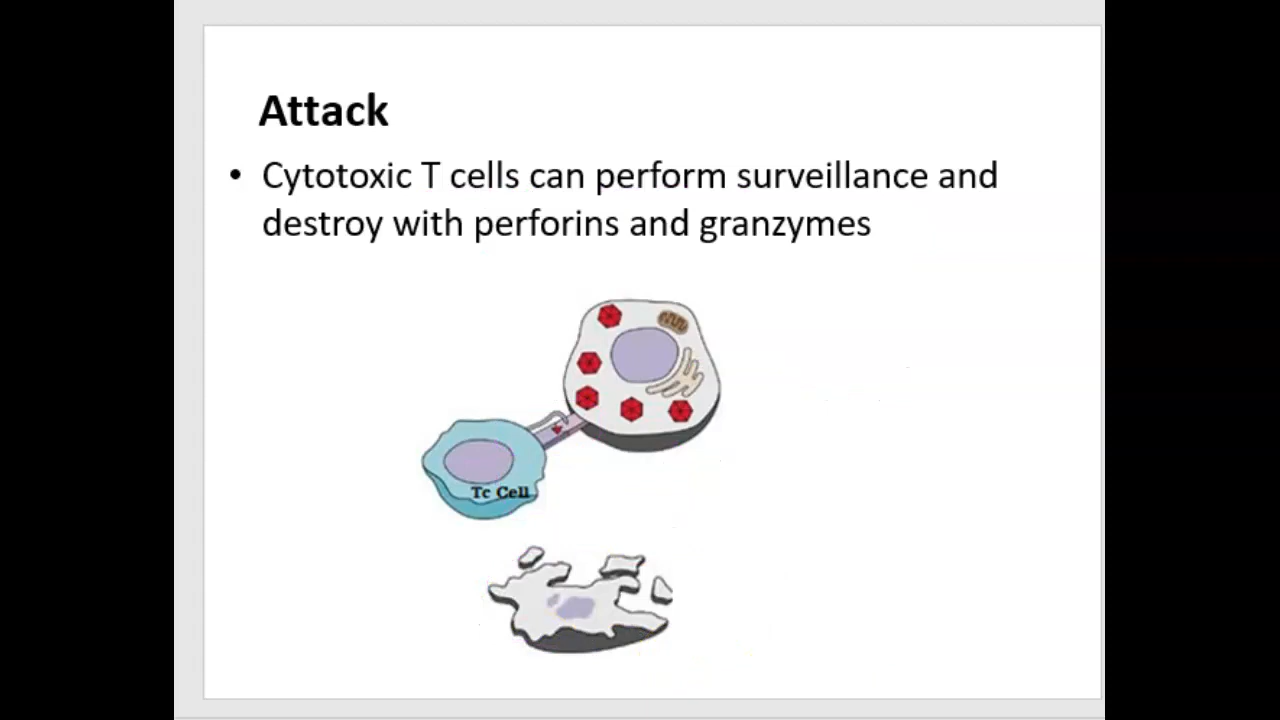 Attack
• Cytotoxic T cells can perform surveillance and
destroy with perforins and granzymes
Tc Cell